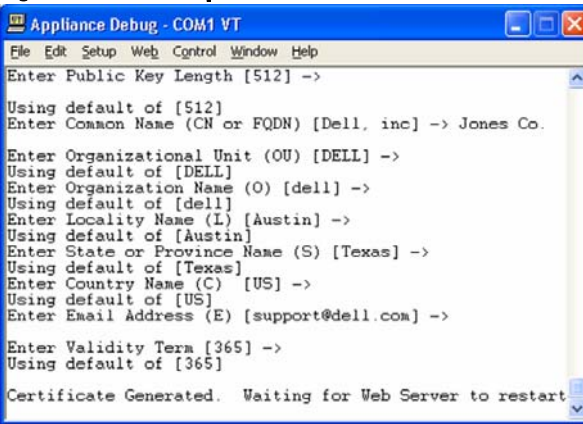 Appliance Debug - COM1 VT
File Edit Setup Web Control Window Help
Enter Public Key Length [512] ->
Using default of [512]
Enter Common Name (CN or FQDN) [Dell, inc] -> Jones Co.
Enter Organizational Unit (OU) [DELL] ->
Using default of [DELL]
Enter Organization Name (O) [dell] ->
Using default of [dell]
Enter Locality Name (L) [Austin] ->
Using default of [Austin]
Enter State or Province Name (S) [Texas] ->
Using default of [Texas]
Enter Country Name (C) [US] ->
Using default of [US]
Enter Email Address (E) [support@dell.com] ->
Enter Validity Term [365] ->
Using default of [365]
Certificate Generated. Waiting for Web Server to restart